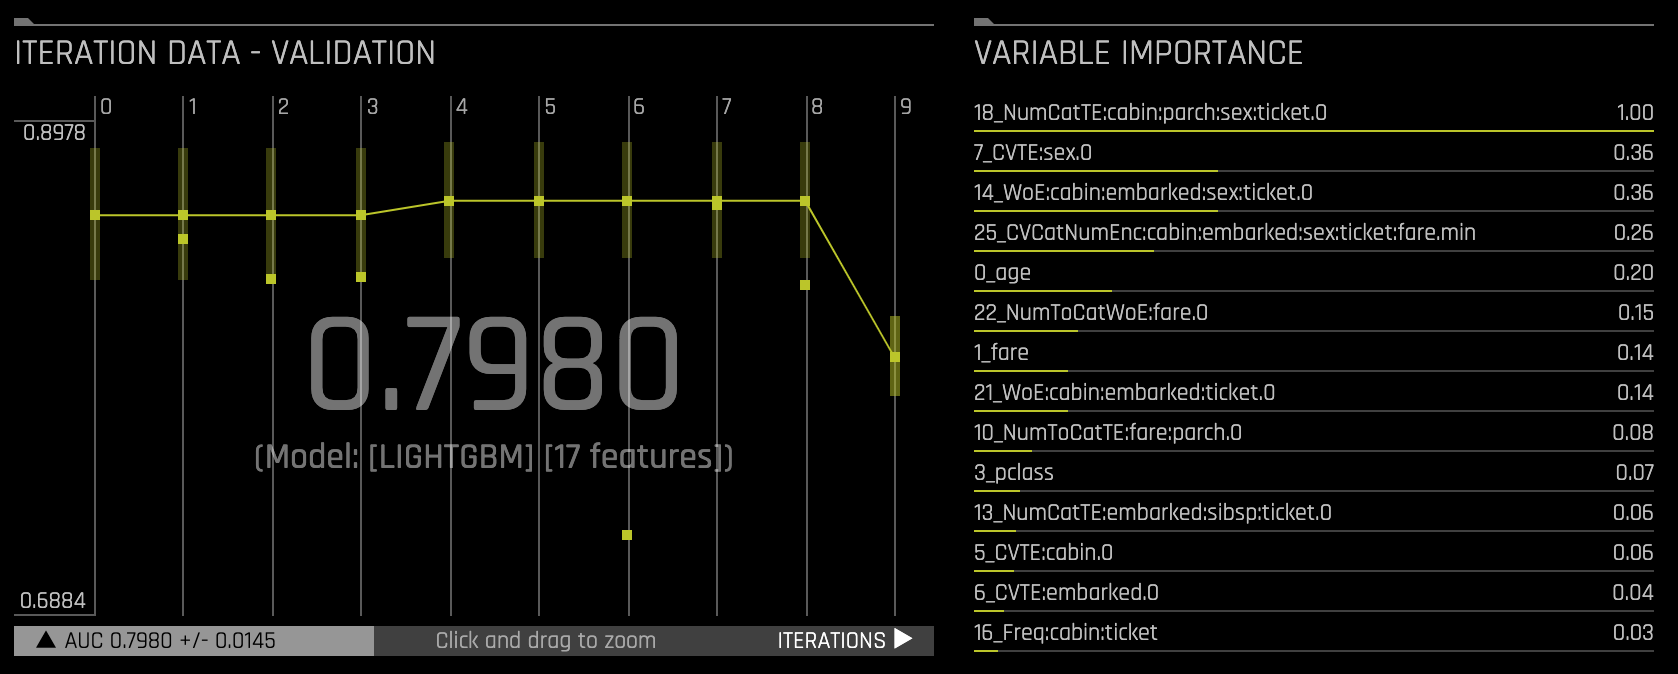 ITERATION DATA - VALIDATION
0 1 2 3 4 5 6 7 8 9
0.8978
0.7980
(Model: [LIGHTGBM] [17 features])
0.6884
▲ AUC 0.7980 +/- 0.0145 Click and drag to zoom ITERATIONS ▶
VARIABLE IMPORTANCE
18_NumCatTE:cabin:parch:sex:ticket.0 1.00
7_CVTE:sex.0 0.36
14_WoE:cabin:embarked:sex:ticket.0 0.36
25_CVCatNumEnc:cabin:embarked:sex:ticket:fare.min 0.26
0_age 0.20
22_NumToCatWoE:fare.0 0.15
1_fare 0.14
21_WoE:cabin:embarked:ticket.0 0.14
10_NumToCatTE:fare:parch.0 0.08
3_pclass 0.07
13_NumCatTE:embarked:sibsp:ticket.0 0.06
5_CVTE:cabin.0 0.06
6_CVTE:embarked.0 0.04
16_Freq:cabin:ticket 0.03